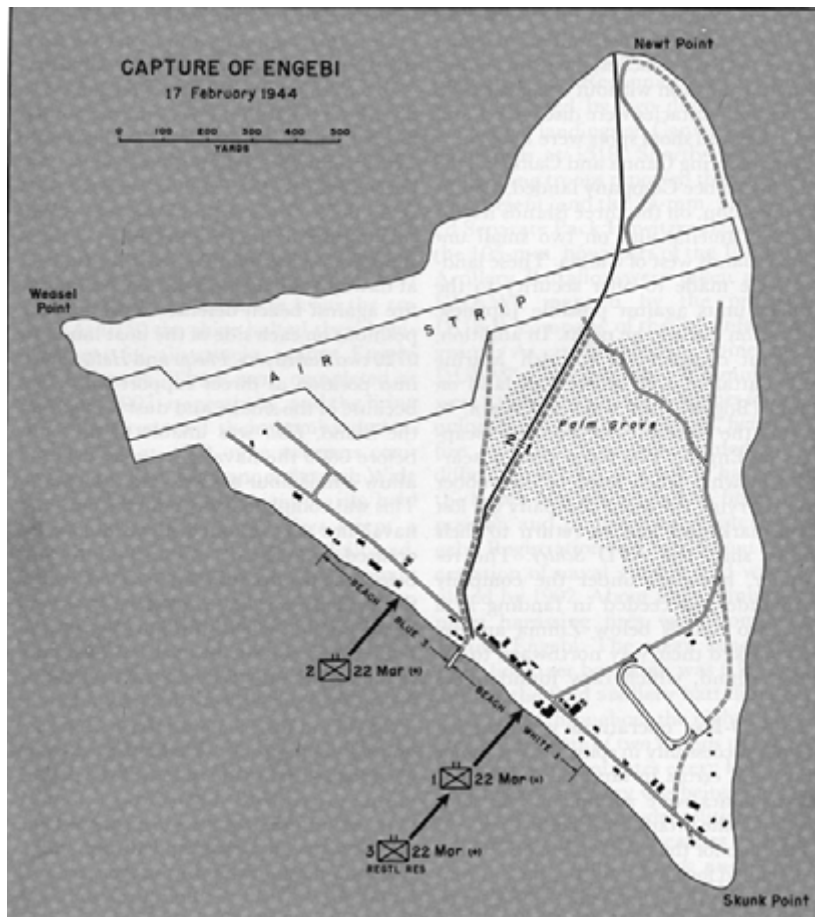 CAPTURE OF ENGEBI
17 February 1944
0 100 200 300 400 500
YARDS
Newt Point
Weasel
Point
AIR STRIP
Palm Grove
2
1
BEACH BLUE 3
2 22 Mar
BEACH WHITE 1
1 22 Mar
3 22 Mar
REGTL RES
Skunk Point